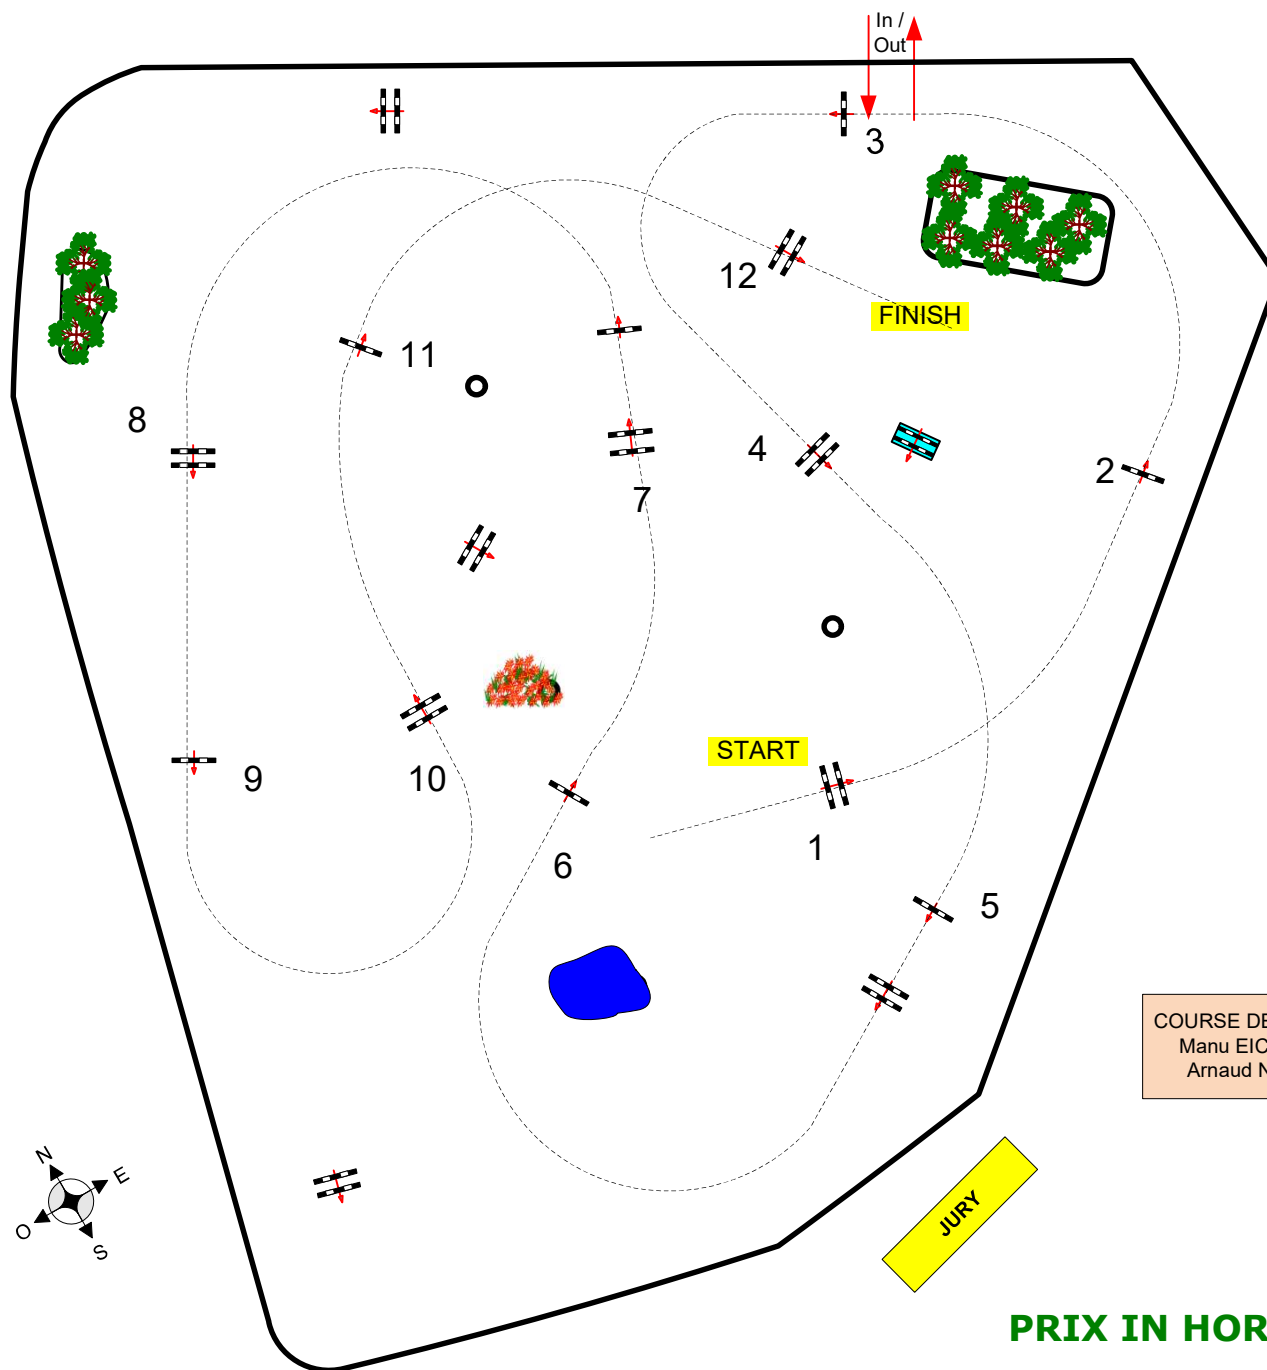 In /
Out
3
12
FINISH
11
8
4
2
7
START
9
10
1
6
5
COURSE DE
Manu EIC
Arnaud N
N
E
O
S
JURY
PRIX IN HOR